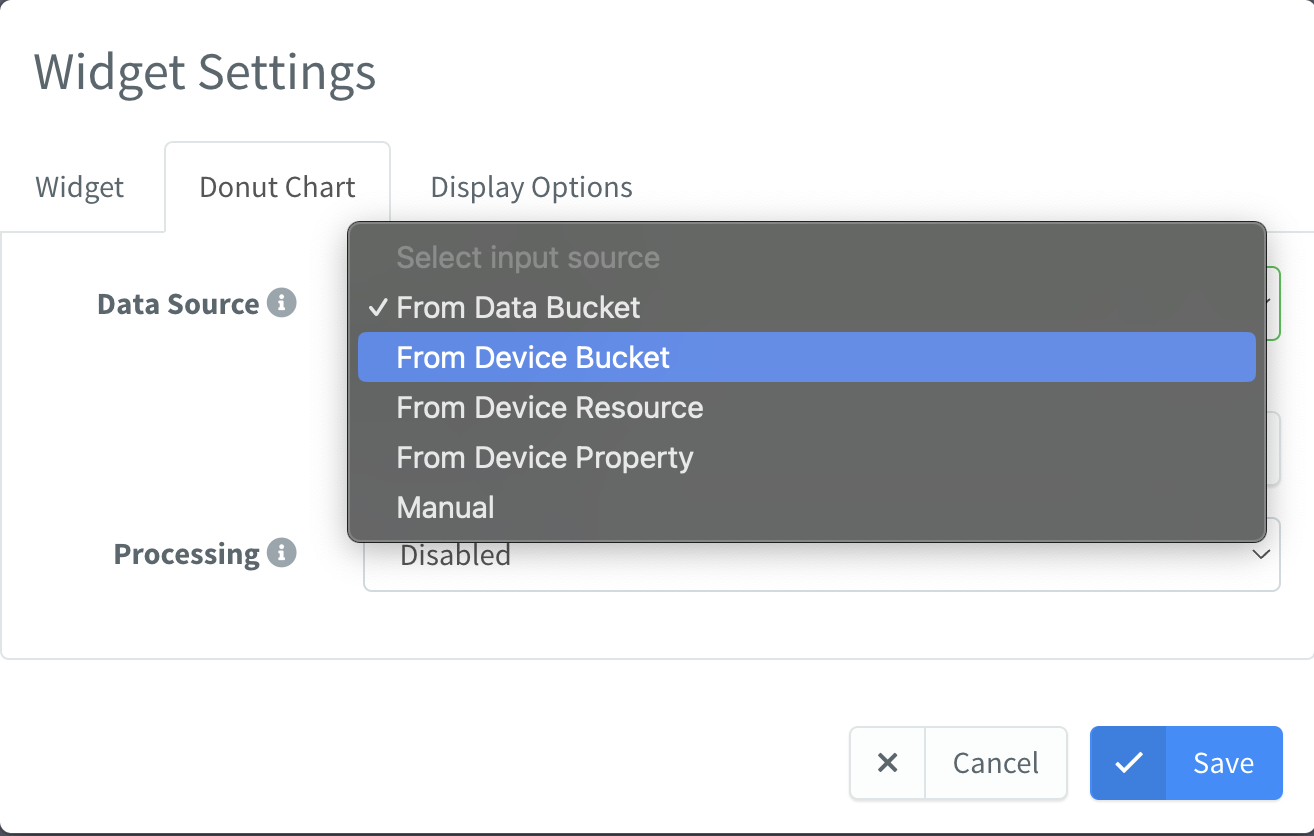 Widget Settings
Widget
Donut Chart
Display Options
Data Source
Select input source
From Data Bucket
From Device Bucket
From Device Resource
From Device Property
Manual
Processing
Disabled
Cancel
Save